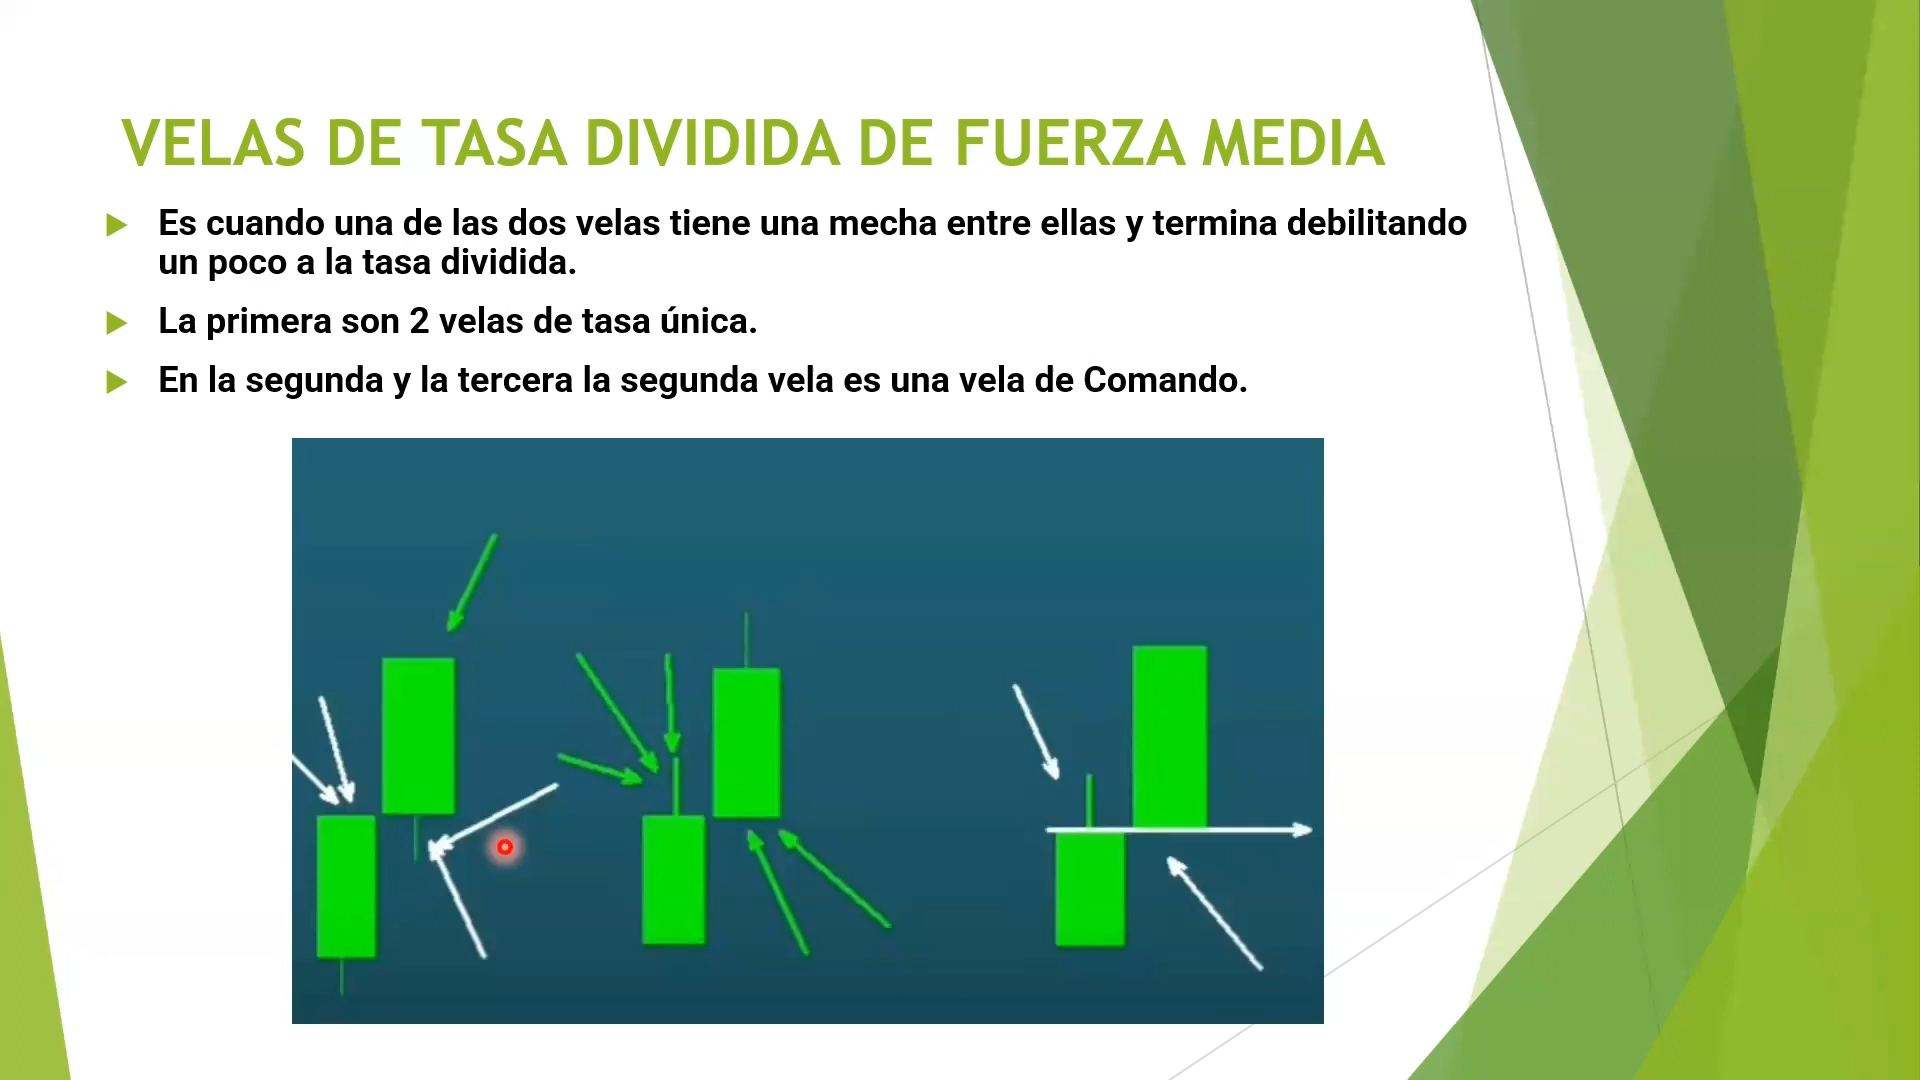 VELAS DE TASA DIVIDIDA DE FUERZA MEDIA
Es cuando una de las dos velas tiene una mecha entre ellas y termina debilitando
un poco a la tasa dividida.
La primera son 2 velas de tasa única.
En la segunda y la tercera la segunda vela es una vela de Comando.